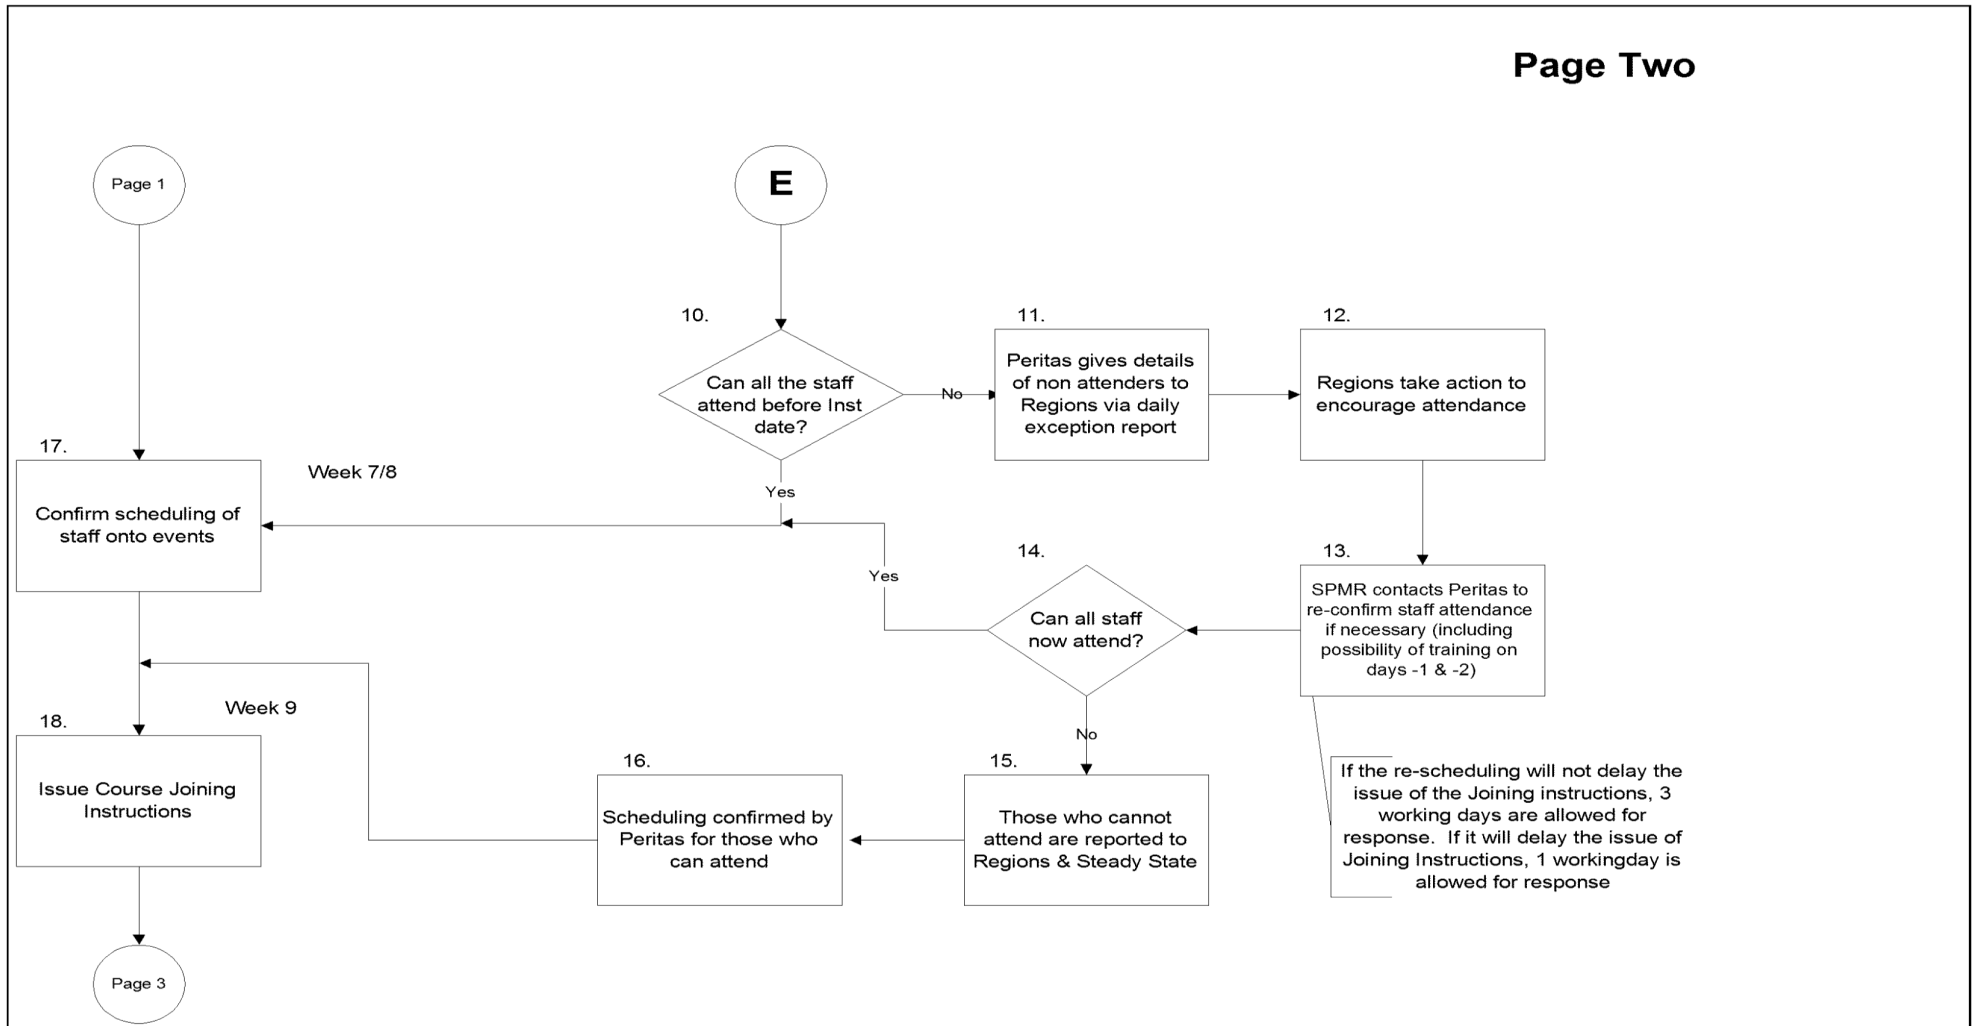 Page Two
Page 1
E
10.
Can all the staff
attend before Inst
date?
No
11.
Peritas gives details
of non attenders to
Regions via daily
exception report
12.
Regions take action to
encourage attendance
Yes
17.
Confirm scheduling of
staff onto events
Week 7/8
13.
SPMR contacts Peritas to
re-confirm staff attendance
if necessary (including
possibility of training on
days -1 & -2)
14.
Can all staff
now attend?
Yes
No
If the re-scheduling will not delay the
issue of the Joining instructions, 3
working days are allowed for
response.  If it will delay the issue of
Joining Instructions, 1 workingday is
allowed for response
15.
Those who cannot
attend are reported to
Regions & Steady State
16.
Scheduling confirmed by
Peritas for those who
can attend
Week 9
18.
Issue Course Joining
Instructions
Page 3